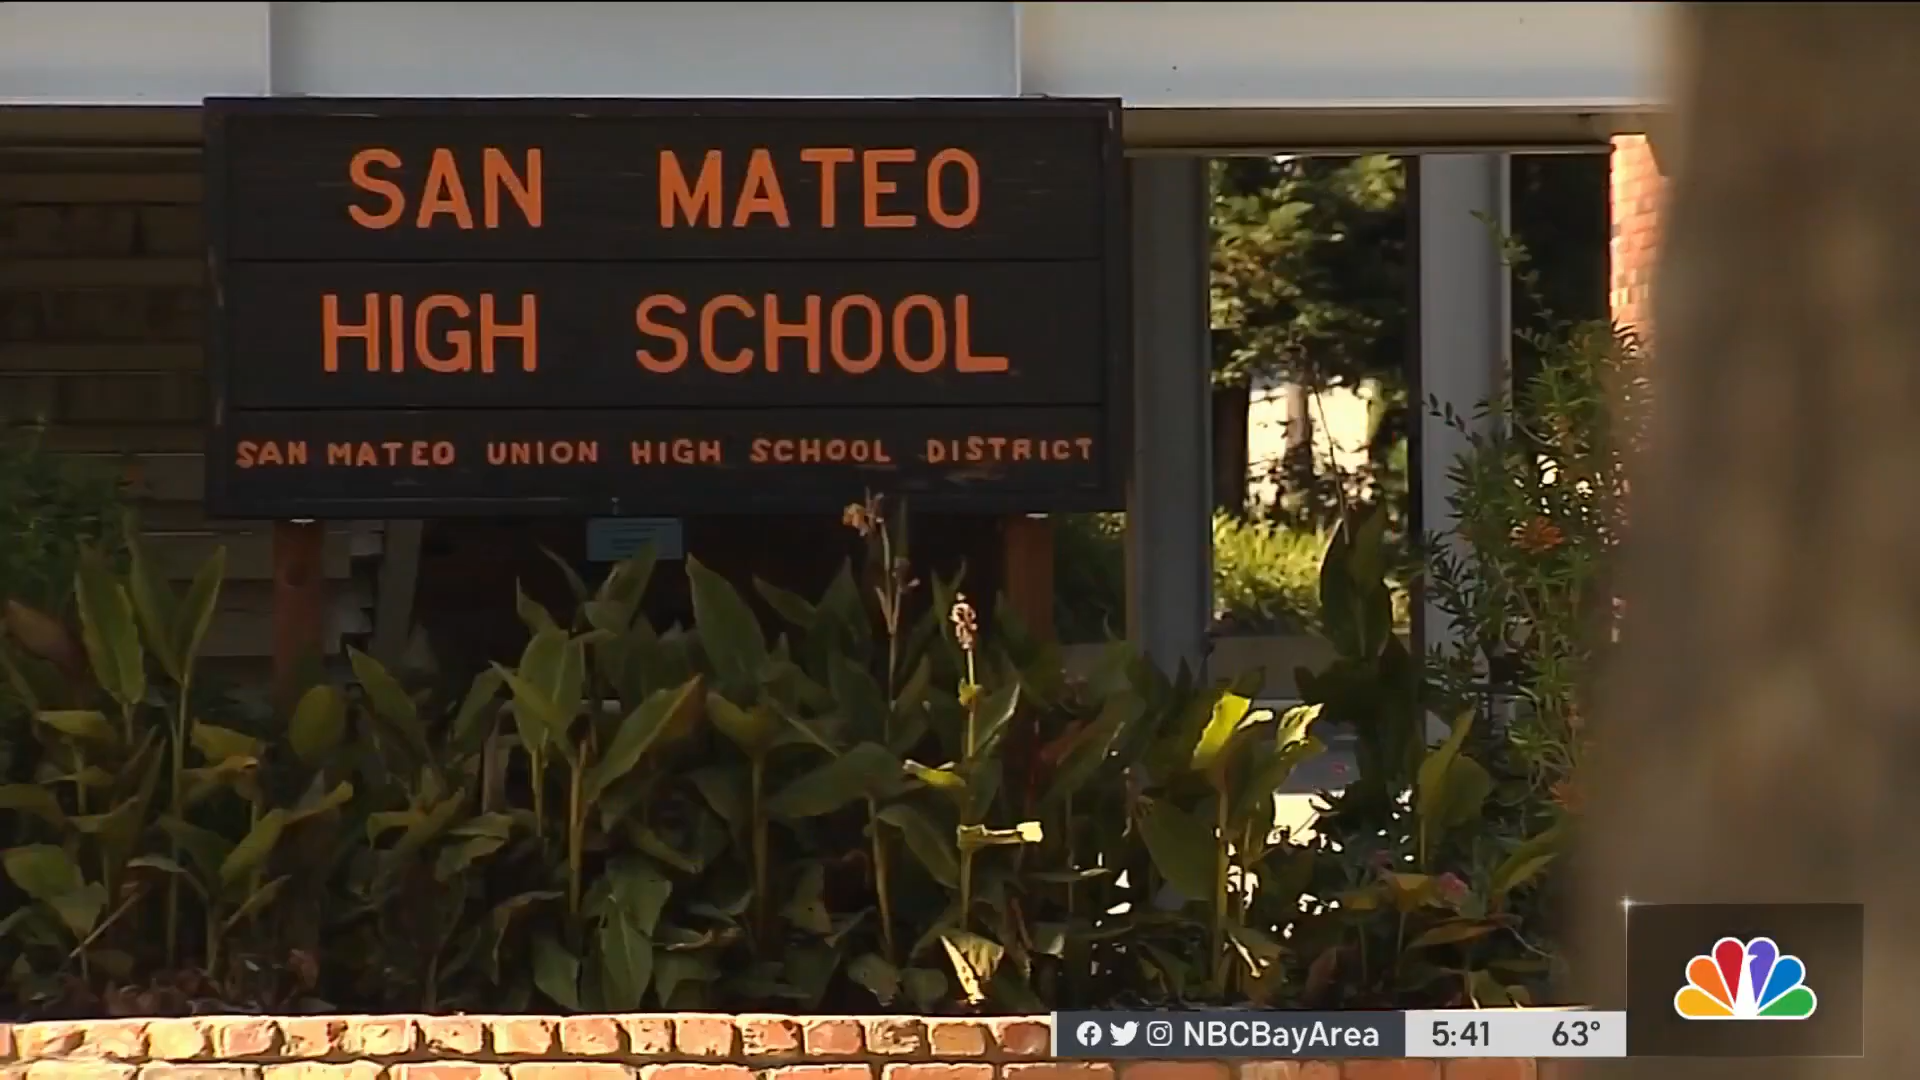 SAN MATEO
HIGH SCHOOL
SAN MATEO UNION HIGH SCHOOL DISTRICT
NBCBayArea 5:41 63°